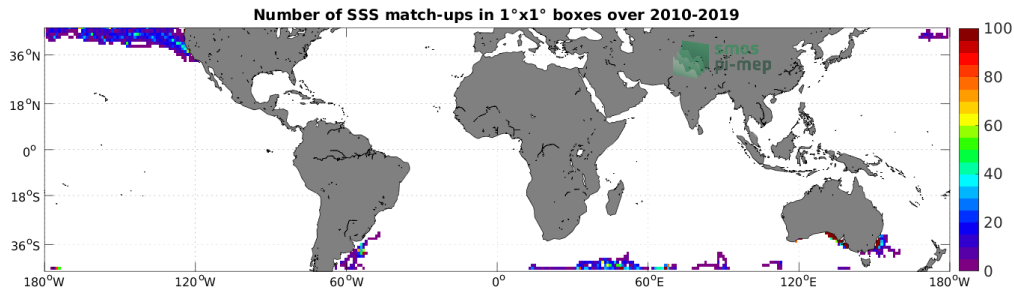 Number of SSS match-ups in 1°x1° boxes over 2010-2019
smos
pi-mep
36°N
18°N
0°
18°S
36°S
180°W
120°W
60°W
0°
60°E
120°E
180°W
100
80
60
40
20
0